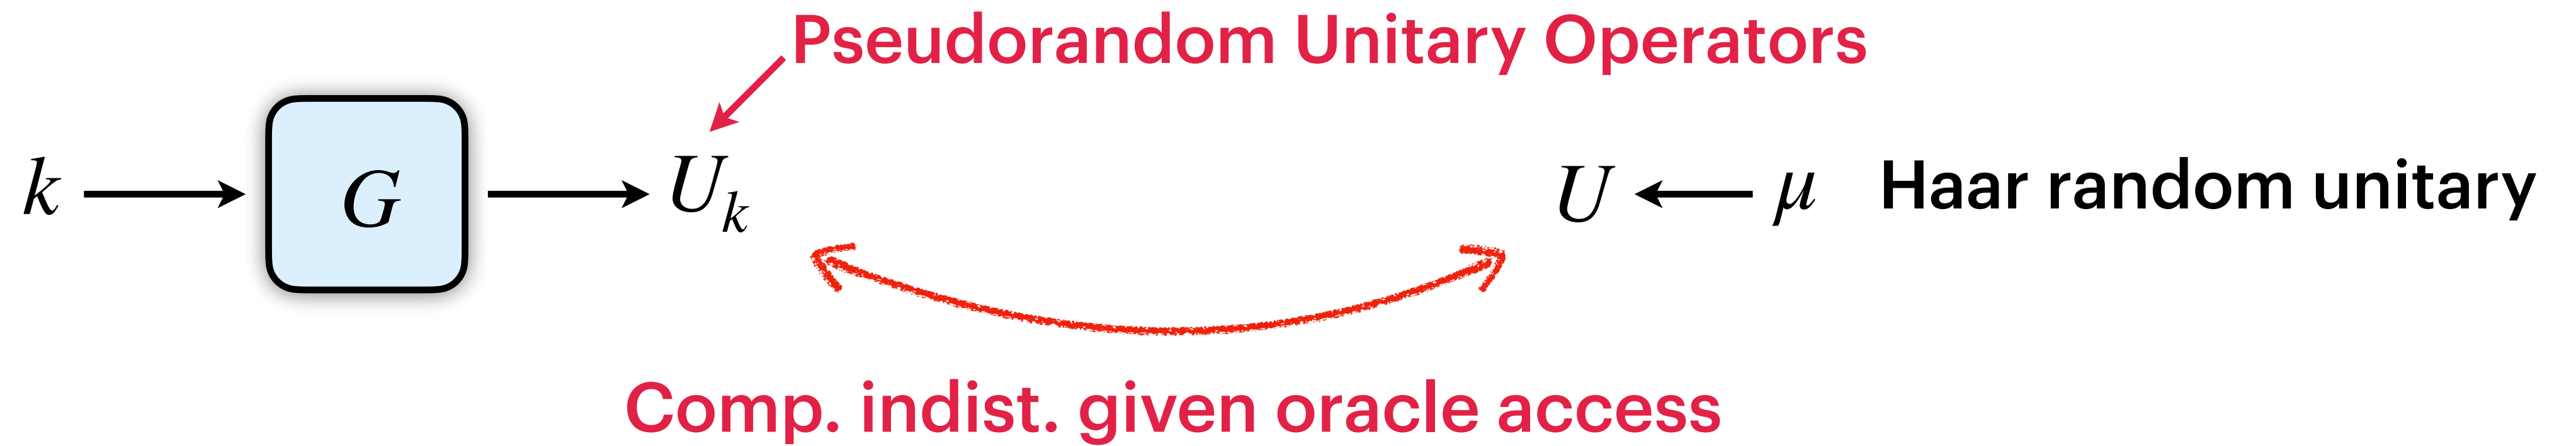 Pseudorandom Unitary Operators
k G U_k U μ Haar random unitary
Comp. indist. given oracle access